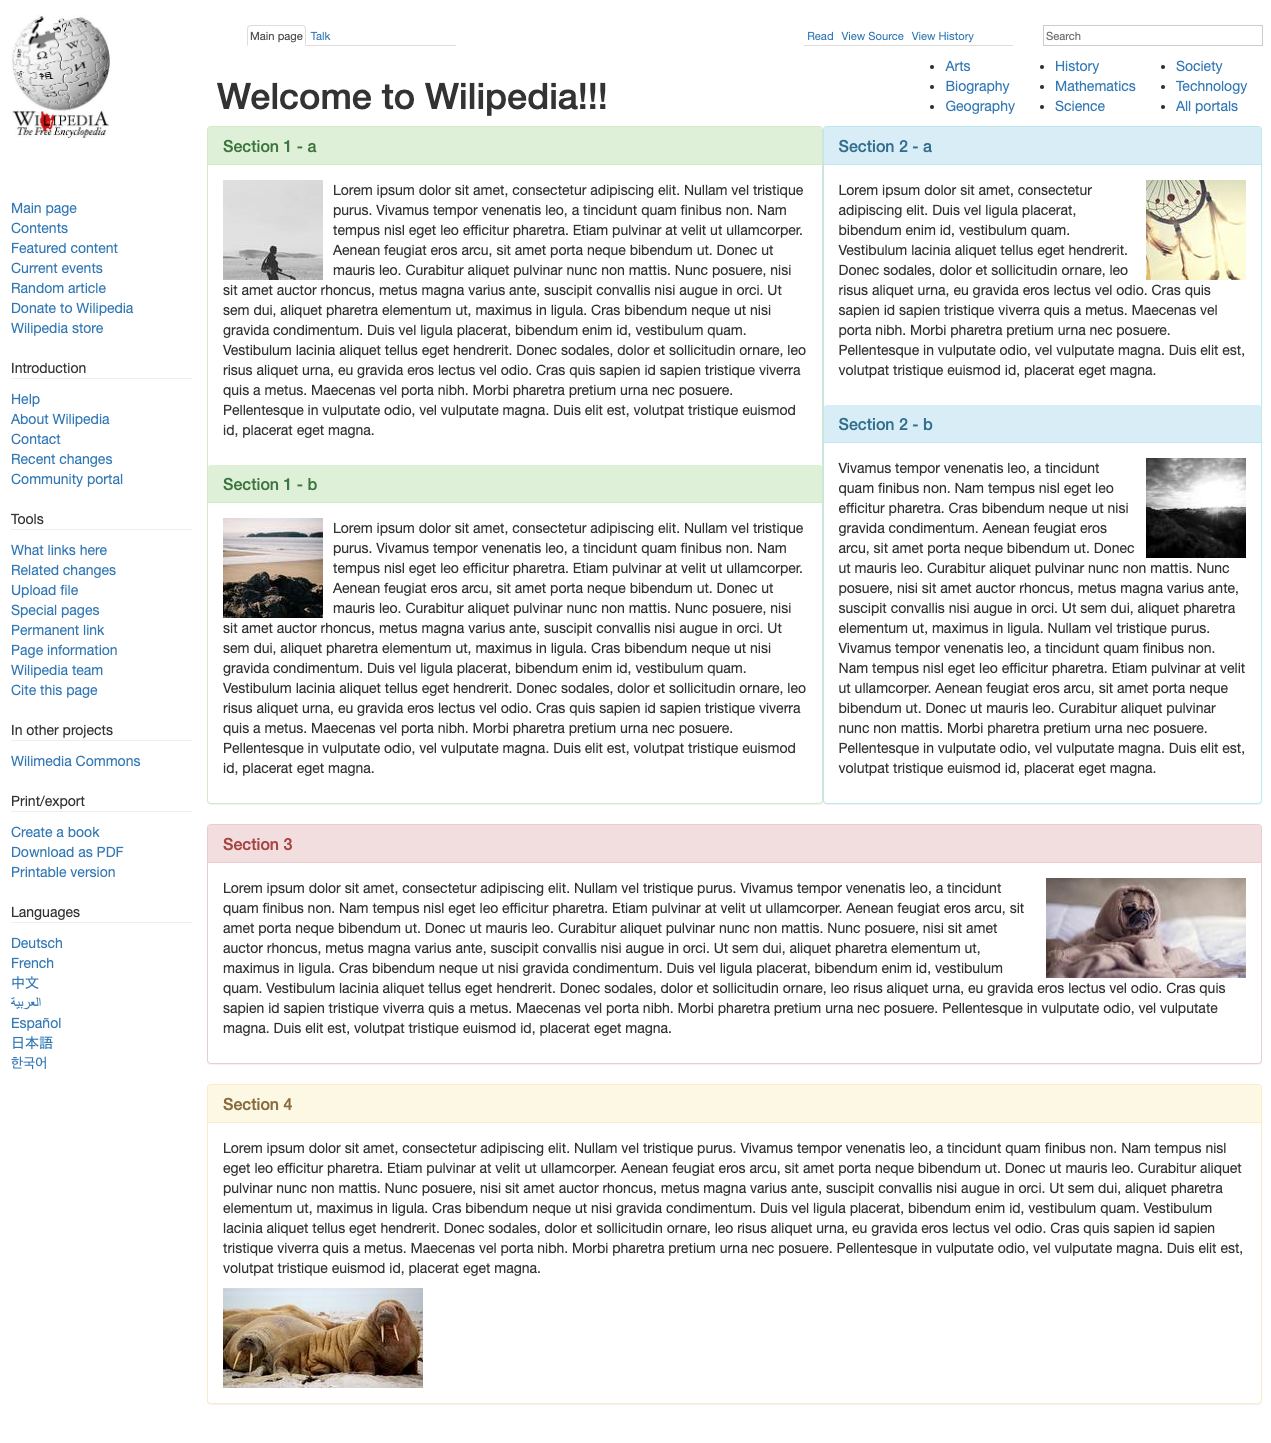 WILIPEDIA
The Free Encyclopedia
Main page
Talk
Read
View Source
View History
Search
Welcome to Wilipedia!!!
Arts
Biography
Geography
History
Mathematics
Science
Society
Technology
All portals
Main page
Contents
Featured content
Current events
Random article
Donate to Wilipedia
Wilipedia store
Introduction
Help
About Wilipedia
Contact
Recent changes
Community portal
Tools
What links here
Related changes
Upload file
Special pages
Permanent link
Page information
Wilipedia team
Cite this page
In other projects
Wilimedia Commons
Print/export
Create a book
Download as PDF
Printable version
Languages
Deutsch
French
中文
العربية
Español
日本語
한국어
Section 1 - a
Lorem ipsum dolor sit amet, consectetur adipiscing elit. Nullam vel tristique
purus. Vivamus tempor venenatis leo, a tincidunt quam finibus non. Nam
tempus nisl eget leo efficitur pharetra. Etiam pulvinar at velit ut ullamcorper.
Aenean feugiat eros arcu, sit amet porta neque bibendum ut. Donec ut
mauris leo. Curabitur aliquet pulvinar nunc non mattis. Nunc posuere, nisi
sit amet auctor rhoncus, metus magna varius ante, suscipit convallis nisi augue in orci. Ut
sem dui, aliquet pharetra elementum ut, maximus in ligula. Cras bibendum neque ut nisi
gravida condimentum. Duis vel ligula placerat, bibendum enim id, vestibulum quam.
Vestibulum lacinia aliquet tellus eget hendrerit. Donec sodales, dolor et sollicitudin ornare, leo
risus aliquet urna, eu gravida eros lectus vel odio. Cras quis sapien id sapien tristique viverra
quis a metus. Maecenas vel porta nibh. Morbi pharetra pretium urna nec posuere.
Pellentesque in vulputate odio, vel vulputate magna. Duis elit est, volutpat tristique euismod
id, placerat eget magna.
Section 1 - b
Lorem ipsum dolor sit amet, consectetur adipiscing elit. Nullam vel tristique
purus. Vivamus tempor venenatis leo, a tincidunt quam finibus non. Nam
tempus nisl eget leo efficitur pharetra. Etiam pulvinar at velit ut ullamcorper.
Aenean feugiat eros arcu, sit amet porta neque bibendum ut. Donec ut
mauris leo. Curabitur aliquet pulvinar nunc non mattis. Nunc posuere, nisi
sit amet auctor rhoncus, metus magna varius ante, suscipit convallis nisi augue in orci. Ut
sem dui, aliquet pharetra elementum ut, maximus in ligula. Cras bibendum neque ut nisi
gravida condimentum. Duis vel ligula placerat, bibendum enim id, vestibulum quam.
Vestibulum lacinia aliquet tellus eget hendrerit. Donec sodales, dolor et sollicitudin ornare, leo
risus aliquet urna, eu gravida eros lectus vel odio. Cras quis sapien id sapien tristique viverra
quis a metus. Maecenas vel porta nibh. Morbi pharetra pretium urna nec posuere.
Pellentesque in vulputate odio, vel vulputate magna. Duis elit est, volutpat tristique euismod
id, placerat eget magna.
Section 2 - a
Lorem ipsum dolor sit amet, consectetur
adipiscing elit. Duis vel ligula placerat,
bibendum enim id, vestibulum quam.
Vestibulum lacinia aliquet tellus eget hendrerit.
Donec sodales, dolor et sollicitudin ornare, leo
risus aliquet urna, eu gravida eros lectus vel odio. Cras quis
sapien id sapien tristique viverra quis a metus. Maecenas vel
porta nibh. Morbi pharetra pretium urna nec posuere.
Pellentesque in vulputate odio, vel vulputate magna. Duis elit est,
volutpat tristique euismod id, placerat eget magna.
Section 2 - b
Vivamus tempor venenatis leo, a tincidunt
quam finibus non. Nam tempus nisl eget leo
efficitur pharetra. Cras bibendum neque ut nisi
gravida condimentum. Aenean feugiat eros
arcu, sit amet porta neque bibendum ut. Donec
ut mauris leo. Curabitur aliquet pulvinar nunc non mattis. Nunc
posuere, nisi sit amet auctor rhoncus, metus magna varius ante,
suscipit convallis nisi augue in orci. Ut sem dui, aliquet pharetra
elementum ut, maximus in ligula. Nullam vel tristique purus.
Vivamus tempor venenatis leo, a tincidunt quam finibus non.
Nam tempus nisl eget leo efficitur pharetra. Etiam pulvinar at velit
ut ullamcorper. Aenean feugiat eros arcu, sit amet porta neque
bibendum ut. Donec ut mauris leo. Curabitur aliquet pulvinar
nunc non mattis. Morbi pharetra pretium urna nec posuere.
Pellentesque in vulputate odio, vel vulputate magna. Duis elit est,
volutpat tristique euismod id, placerat eget magna.
Section 3
Lorem ipsum dolor sit amet, consectetur adipiscing elit. Nullam vel tristique purus. Vivamus tempor venenatis leo, a tincidunt
quam finibus non. Nam tempus nisl eget leo efficitur pharetra. Etiam pulvinar at velit ut ullamcorper. Aenean feugiat eros arcu, sit
amet porta neque bibendum ut. Donec ut mauris leo. Curabitur aliquet pulvinar nunc non mattis. Nunc posuere, nisi sit amet
auctor rhoncus, metus magna varius ante, suscipit convallis nisi augue in orci. Ut sem dui, aliquet pharetra elementum ut,
maximus in ligula. Cras bibendum neque ut nisi gravida condimentum. Duis vel ligula placerat, bibendum enim id, vestibulum
quam. Vestibulum lacinia aliquet tellus eget hendrerit. Donec sodales, dolor et sollicitudin ornare, leo risus aliquet urna, eu gravida eros lectus vel odio. Cras quis
sapien id sapien tristique viverra quis a metus. Maecenas vel porta nibh. Morbi pharetra pretium urna nec posuere. Pellentesque in vulputate odio, vel vulputate
magna. Duis elit est, volutpat tristique euismod id, placerat eget magna.
Section 4
Lorem ipsum dolor sit amet, consectetur adipiscing elit. Nullam vel tristique purus. Vivamus tempor venenatis leo, a tincidunt quam finibus non. Nam tempus nisl
eget leo efficitur pharetra. Etiam pulvinar at velit ut ullamcorper. Aenean feugiat eros arcu, sit amet porta neque bibendum ut. Donec ut mauris leo. Curabitur aliquet
pulvinar nunc non mattis. Nunc posuere, nisi sit amet auctor rhoncus, metus magna varius ante, suscipit convallis nisi augue in orci. Ut sem dui, aliquet pharetra
elementum ut, maximus in ligula. Cras bibendum neque ut nisi gravida condimentum. Duis vel ligula placerat, bibendum enim id, vestibulum quam. Vestibulum
lacinia aliquet tellus eget hendrerit. Donec sodales, dolor et sollicitudin ornare, leo risus aliquet urna, eu gravida eros lectus vel odio. Cras quis sapien id sapien
tristique viverra quis a metus. Maecenas vel porta nibh. Morbi pharetra pretium urna nec posuere. Pellentesque in vulputate odio, vel vulputate magna. Duis elit est,
volutpat tristique euismod id, placerat eget magna.